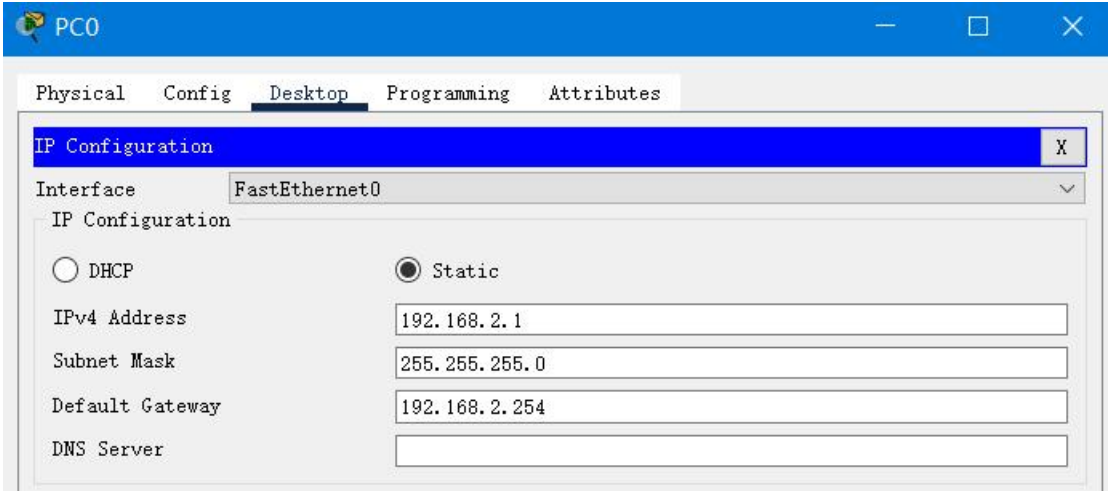 PC0
Physical Config Desktop Programming Attributes
IP Configuration X
Interface FastEthernet0
IP Configuration
DHCP Static
IPv4 Address 192.168.2.1
Subnet Mask 255.255.255.0
Default Gateway 192.168.2.254
DNS Server